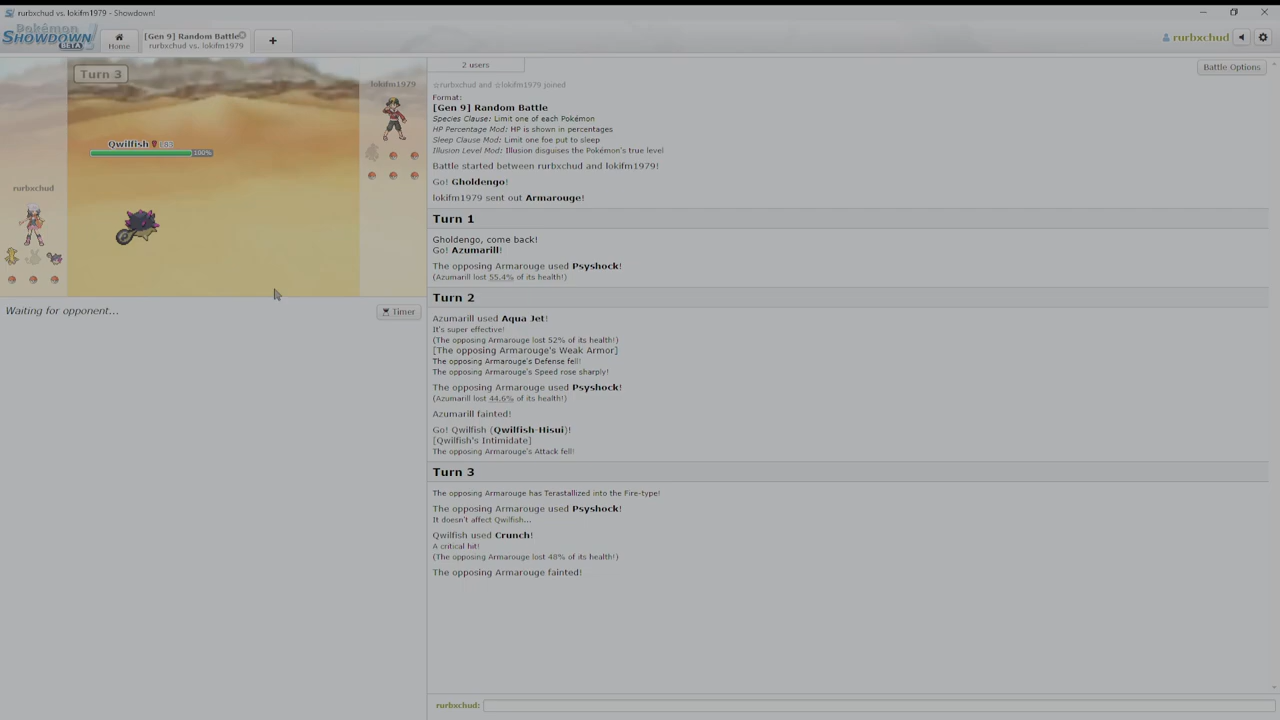 rurbxchud vs. lokifm1979 - Showdown!
Pokémon
SHOWDOWN
BETA
Home
[Gen 9] Random Battle
rurbxchud vs. lokifm1979
+
rurbxchud
Turn 3
lokifm1979
Qwilfish
100%
rurbxchud
Waiting for opponent...
Timer
2 users
Battle Options
☆rurbxchud and ☆lokifm1979 joined
Format:
[Gen 9] Random Battle
Species Clause: Limit one of each Pokémon
HP Percentage Mod: HP is shown in percentages
Sleep Clause Mod: Limit one foe put to sleep
Illusion Level Mod: Illusion disguises the Pokémon's true level
Battle started between rurbxchud and lokifm1979!
Go! Gholdengo!
lokifm1979 sent out Armarouge!
Turn 1
Gholdengo, come back!
Go! Azumarill!
The opposing Armarouge used Psyshock!
(Azumarill lost 55.4% of its health!)
Turn 2
Azumarill used Aqua Jet!
It's super effective!
(The opposing Armarouge lost 52% of its health!)
[The opposing Armarouge's Weak Armor]
The opposing Armarouge's Defense fell!
The opposing Armarouge's Speed rose sharply!
The opposing Armarouge used Psyshock!
(Azumarill lost 44.6% of its health!)
Azumarill fainted!
Go! Qwilfish (Qwilfish-Hisui)!
[Qwilfish's Intimidate]
The opposing Armarouge's Attack fell!
Turn 3
The opposing Armarouge has Terastallized into the Fire-type!
The opposing Armarouge used Psyshock!
It doesn't affect Qwilfish...
Qwilfish used Crunch!
A critical hit!
(The opposing Armarouge lost 48% of its health!)
The opposing Armarouge fainted!
rurbxchud: